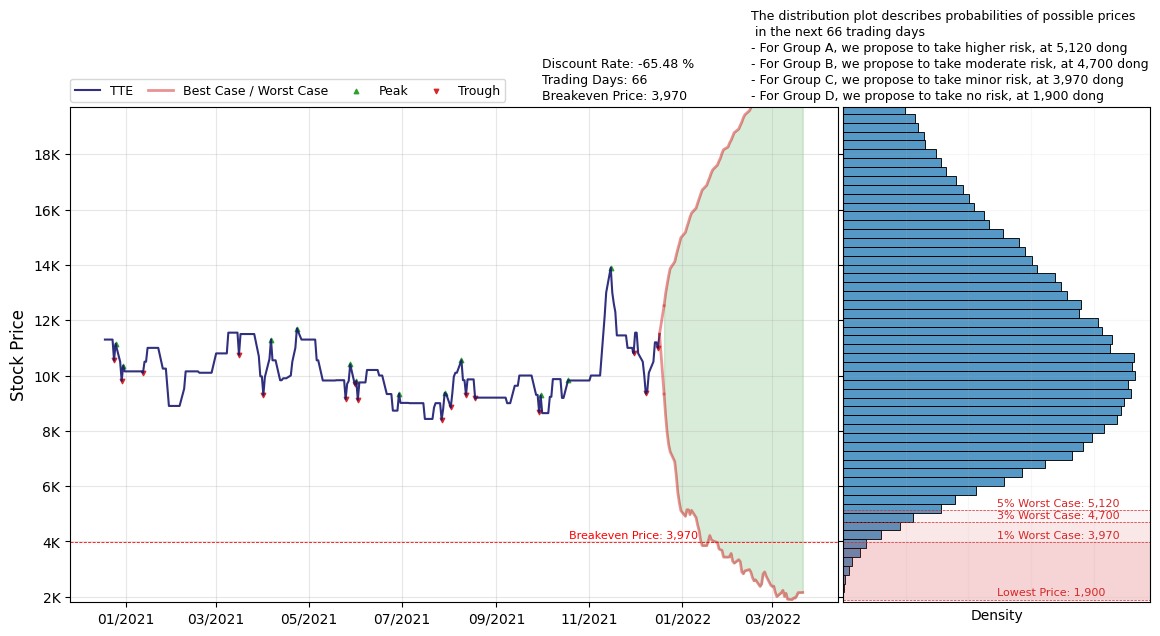 The distribution plot describes probabilities of possible prices
in the next 66 trading days
- For Group A, we propose to take higher risk, at 5,120 dong
- For Group B, we propose to take moderate risk, at 4,700 dong
- For Group C, we propose to take minor risk, at 3,970 dong
- For Group D, we propose to take no risk, at 1,900 dong
Discount Rate: -65.48 %
Trading Days: 66
Breakeven Price: 3,970
TTE
Best Case / Worst Case
Peak
Trough
Stock Price
18K
16K
14K
12K
10K
8K
6K
4K
2K
Breakeven Price: 3,970
01/2021
03/2021
05/2021
07/2021
09/2021
11/2021
01/2022
03/2022
5% Worst Case: 5,120
3% Worst Case: 4,700
1% Worst Case: 3,970
Lowest Price: 1,900
Density